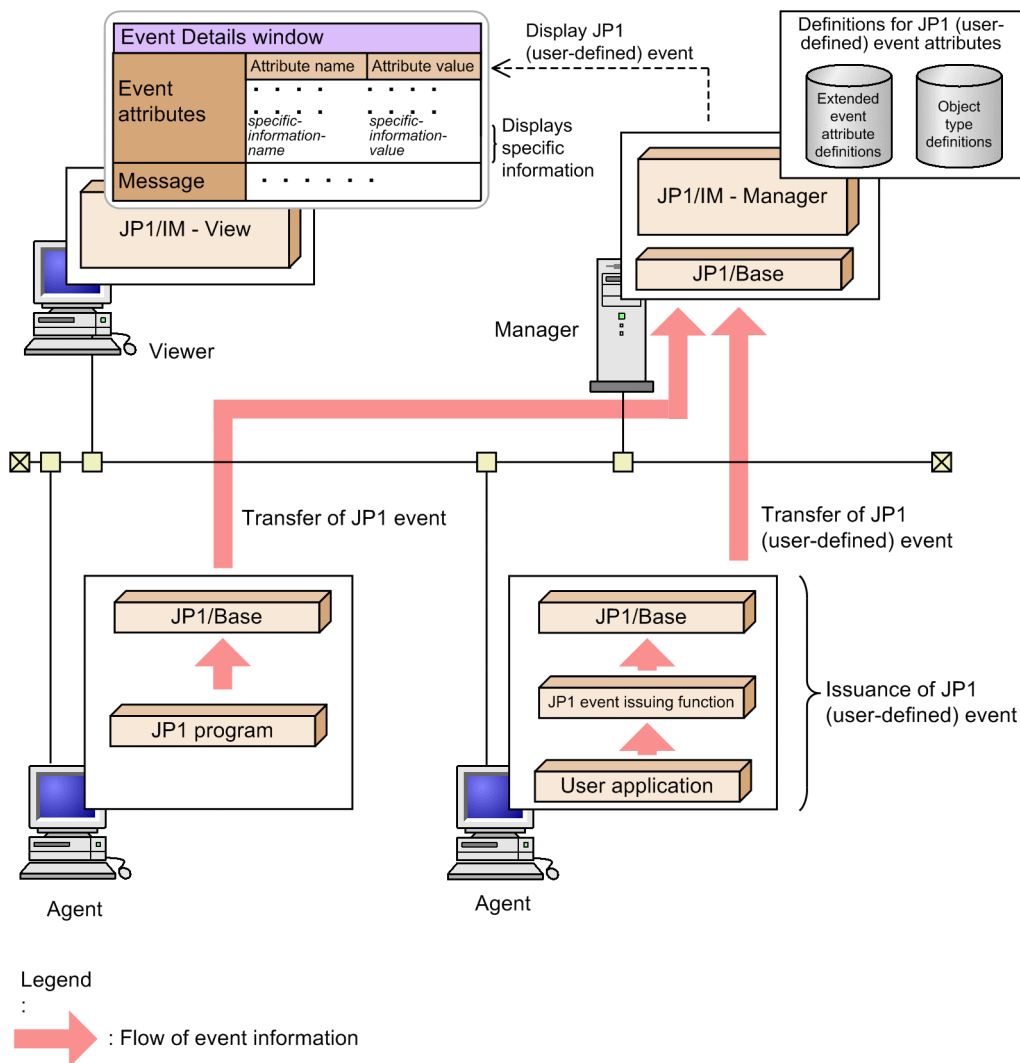 Event Details window
Attribute name
Attribute value
Event
attributes
specific-
information-
name
specific-
information-
value
Message
Display JP1
(user-defined) event
Displays
specific
information
Definitions for JP1 (user-
defined) event attributes
Extended
event
attribute
definitions
Object
type
definitions
JP1/IM - View
JP1/IM - Manager
JP1/Base
Viewer
Manager
Transfer of JP1 event
Transfer of JP1
(user-defined) event
JP1/Base
JP1 program
JP1/Base
JP1 event issuing function
User application
Issuance of JP1
(user-defined) event
Agent
Agent
Legend
:
: Flow of event information